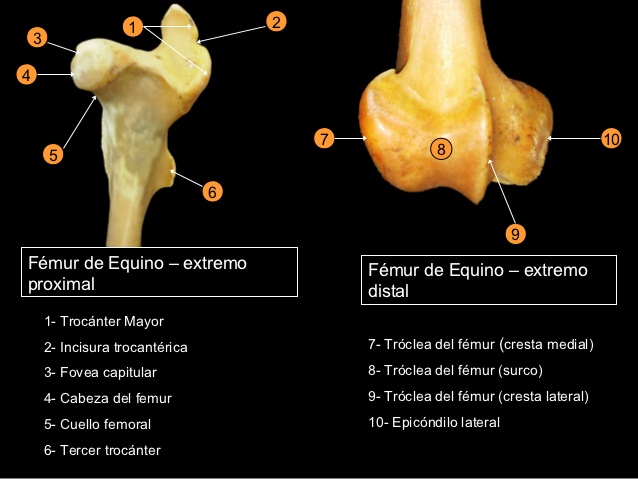 1
2
3
4
5
6
7
8
9
10
Fémur de Equino – extremo
proximal
1- Trocánter Mayor
2- Incisura trocantérica
3- Fovea capitular
4- Cabeza del femur
5- Cuello femoral
6- Tercer trocánter
Fémur de Equino – extremo
distal
7- Tróclea del fémur (cresta medial)
8- Tróclea del fémur (surco)
9- Tróclea del fémur (cresta lateral)
10- Epicóndilo lateral